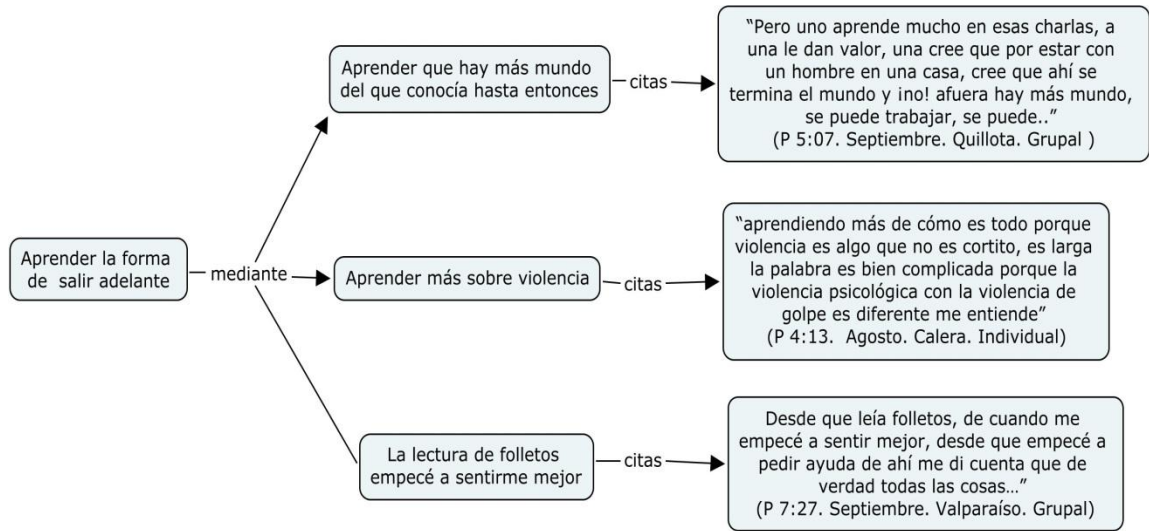 Aprender la forma
de salir adelante
mediante
Aprender que hay más mundo
del que conocía hasta entonces
citas
“Pero uno aprende mucho en esas charlas, a
una le dan valor, una cree que por estar con
un hombre en una casa, cree que ahí se
termina el mundo y ino! afuera hay más mundo,
se puede trabajar, se puede..”
(P 5:07. Septiembre. Quillota. Grupal )
Aprender más sobre violencia
citas
“aprendiendo más de cómo es todo porque
violencia es algo que no es cortito, es larga
la palabra es bien complicada porque la
violencia psicológica con la violencia de
golpe es diferente me entiende”
(P 4:13. Agosto. Calera. Individual)
La lectura de folletos
empecé a sentirme mejor
citas
Desde que leía folletos, de cuando me
empecé a sentir mejor, desde que empecé a
pedir ayuda de ahí me di cuenta que de
verdad todas las cosas…”
(P 7:27. Septiembre. Valparaíso. Grupal)